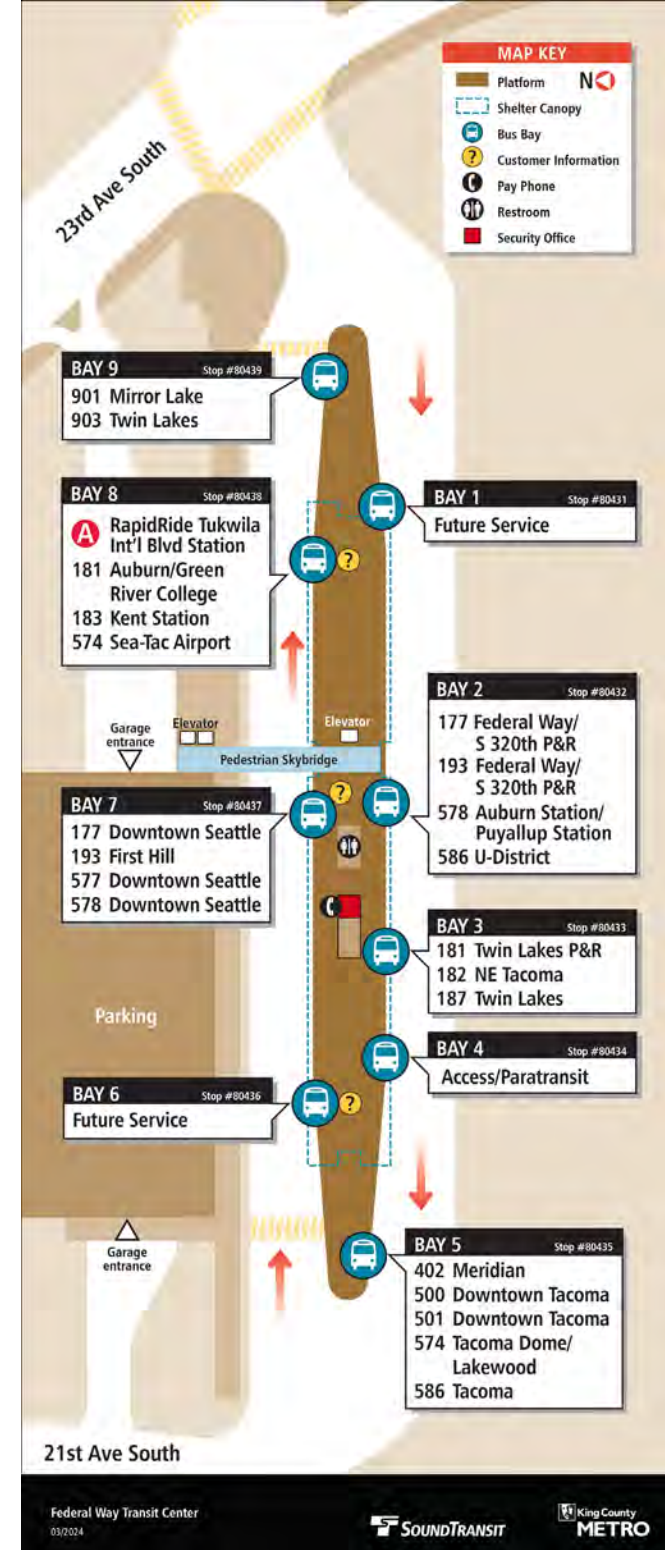 MAP KEY
Platform
N
Shelter Canopy
Bus Bay
? Customer Information
Pay Phone
Restroom
Security Office
23rd Ave South
BAY 9 Stop #80439
901 Mirror Lake
903 Twin Lakes
BAY 8 Stop #80438
A RapidRide Tukwila
Int'l Blvd Station
181 Auburn/Green
River College
183 Kent Station
574 Sea-Tac Airport
?
BAY 1 Stop #80431
Future Service
Garage
entrance
Elevator
Elevator
Pedestrian Skybridge
BAY 2 Stop #80432
177 Federal Way/
S 320th P&R
193 Federal Way/
S 320th P&R
578 Auburn Station/
Puyallup Station
586 U-District
BAY 7 Stop #80437
177 Downtown Seattle
193 First Hill
577 Downtown Seattle
578 Downtown Seattle
?
BAY 3 Stop #80433
181 Twin Lakes P&R
182 NE Tacoma
187 Twin Lakes
Parking
BAY 4 Stop #80434
Access/Paratransit
BAY 6 Stop #80436
Future Service
?
Garage
entrance
BAY 5 Stop #80435
402 Meridian
500 Downtown Tacoma
501 Downtown Tacoma
574 Tacoma Dome/
Lakewood
586 Tacoma
21st Ave South
Federal Way Transit Center
03/2024
SOUNDTRANSIT
King County
METRO